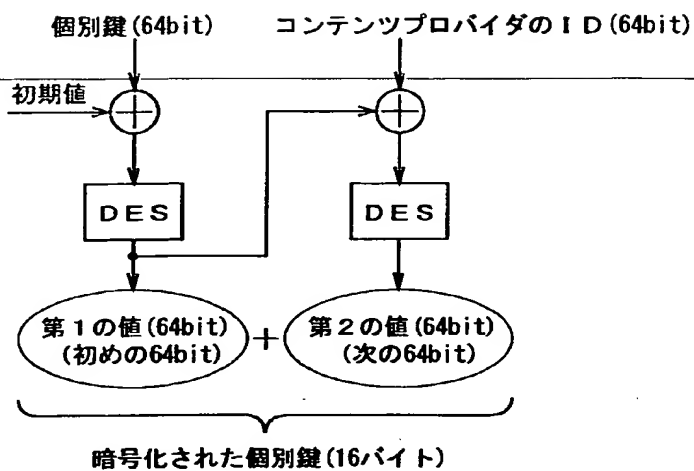 個別鍵(64bit)
コンテンツプロバイダのＩＤ(64bit)
初期値
ＤＥＳ
ＤＥＳ
第１の値(64bit)
(初めの64bit)
+
第２の値(64bit)
(次の64bit)
暗号化された個別鍵(16バイト)